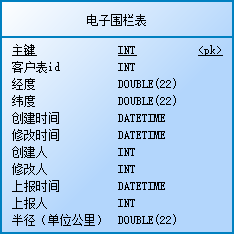 电子围栏表
主键 INT <pk>
客户表id INT
经度 DOUBLE(22)
纬度 DOUBLE(22)
创建时间 DATETIME
修改时间 DATETIME
创建人 INT
修改人 INT
上报时间 DATETIME
上报人 INT
半径（单位公里） DOUBLE(22)